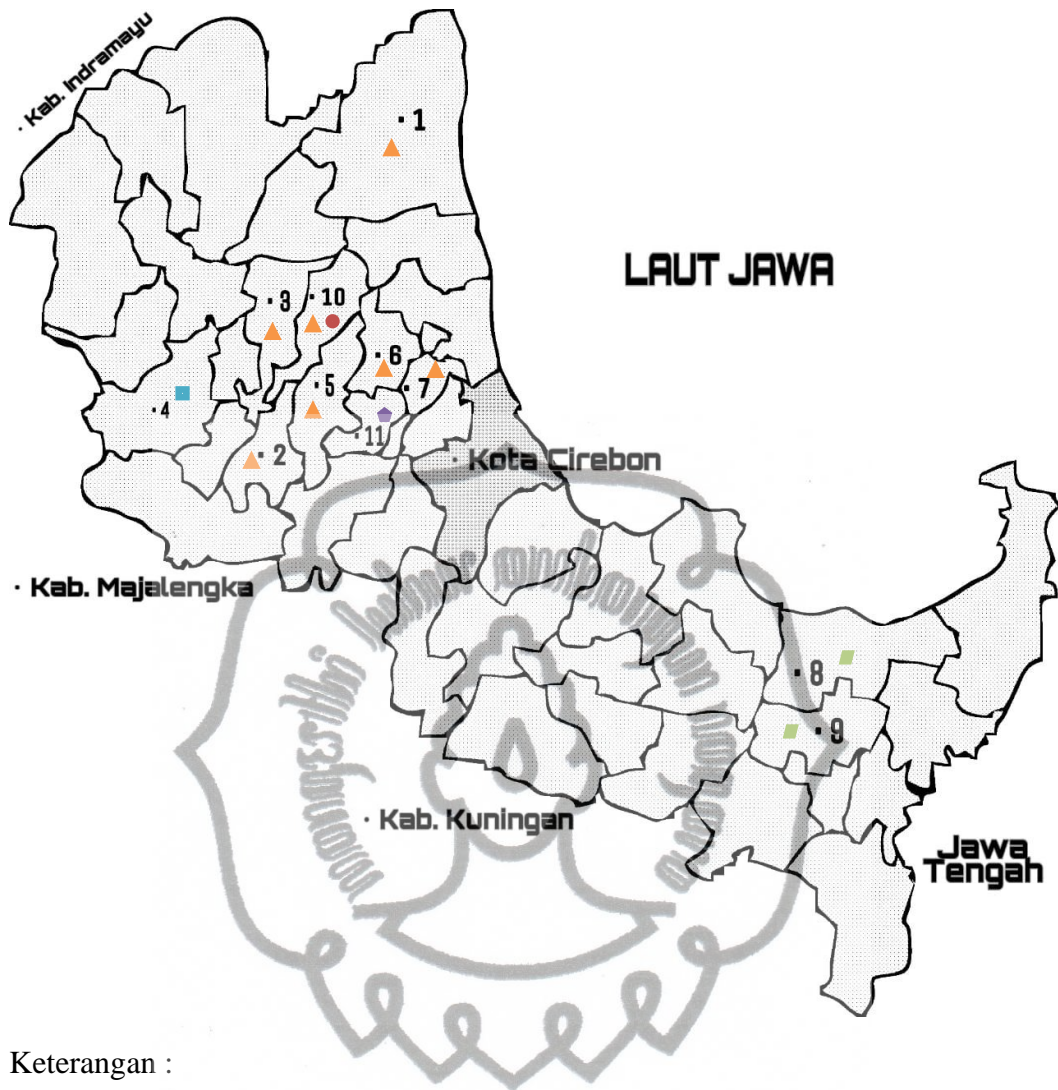 · Kab. Indramayu
· 1
LAUT JAWA
· 3
· 10
· 6
· 5
· 7
· 4
· 11
· 2
· Kota Cirebon
· Kab. Majalengka
· 8
· 9
· Kab. Kuningan
Jawa
Tengah
Keterangan :